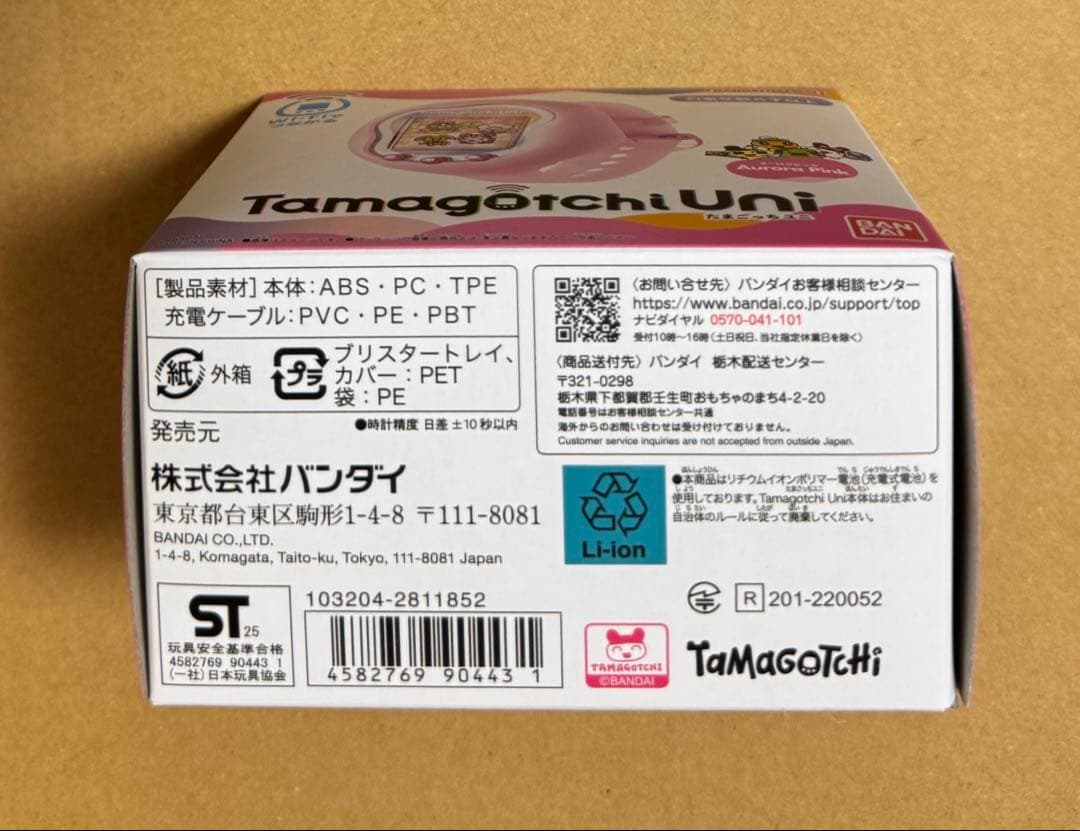 Wi-Fiで
つながる
オーロラピンク
Aurora Pink
Tamagotchi Uni
たまごっちユニ
BAN
DAI
[製品素材] 本体:ABS・PC・TPE
充電ケーブル:PVC・PE・PBT
紙 外箱
プラ ブリスタートレイ、
カバー:PET
袋:PE
●時計精度 日差 ±10秒以内
発売元
株式会社バンダイ
東京都台東区駒形1-4-8 〒111-8081
BANDAI CO.,LTD.
1-4-8, Komagata, Taito-ku, Tokyo, 111-8081 Japan
〈お問い合せ先〉バンダイお客様相談センター
https://www.bandai.co.jp/support/top
ナビダイヤル 0570-041-101
受付10時〜16時(土日祝日、当社指定休業日を除く)
〈商品送付先〉バンダイ 栃木配送センター
〒321-0298
栃木県下都賀郡壬生町おもちゃのまち4-2-20
電話番号はお客様相談センター共通
海外からのお問い合わせは受け付けておりません。
Customer service inquiries are not accepted from outside Japan.
Li-ion
●本商品はリチウムイオンポリマー電池(充電式電池)を
使用しております。Tamagotchi Uni本体はお住まいの
自治体のルールに従って廃棄してください。
ST 25
玩具安全基準合格
4582769 90443 1
(一社)日本玩具協会
103204-2811852
4582769 90443 1
R 201-220052
TAMAGOTCHI
©BANDAI
TaMaGoTCHi